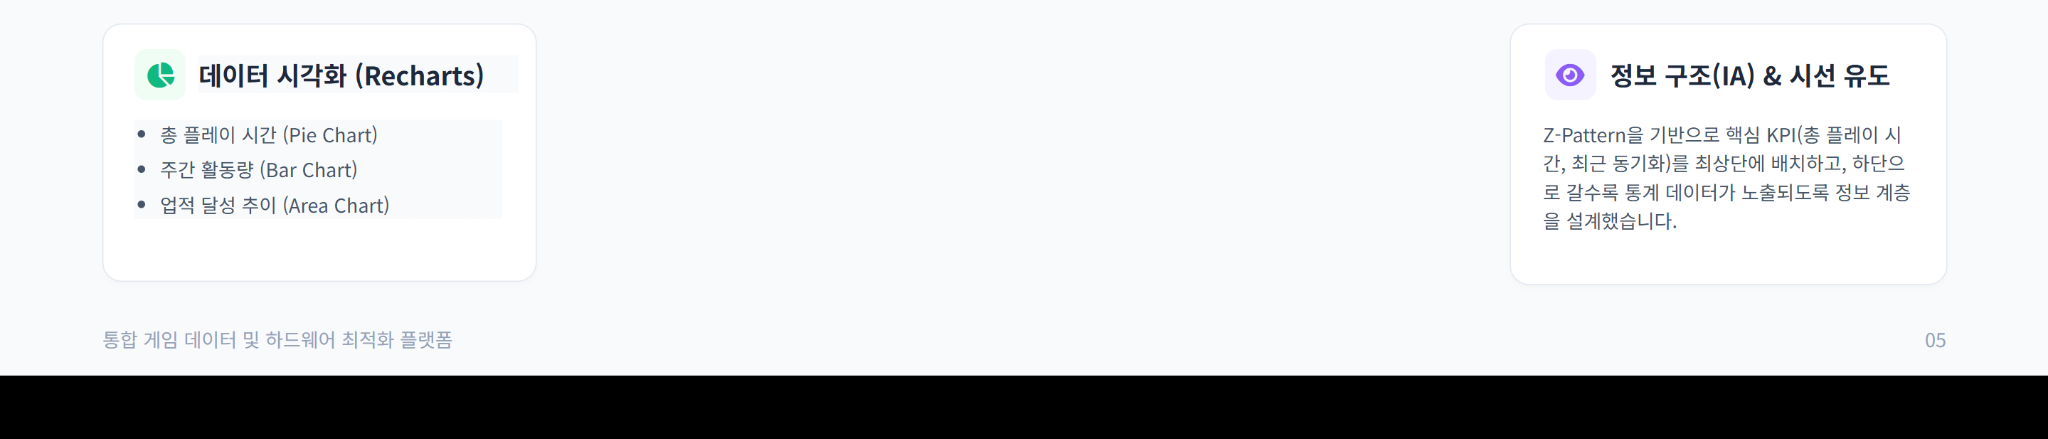 데이터 시각화 (Recharts)
• 총 플레이 시간 (Pie Chart)
• 주간 활동량 (Bar Chart)
• 업적 달성 추이 (Area Chart)
정보 구조(IA) & 시선 유도
Z-Pattern을 기반으로 핵심 KPI(총 플레이 시
간, 최근 동기화)를 최상단에 배치하고, 하단으
로 갈수록 통계 데이터가 노출되도록 정보 계층
을 설계했습니다.
통합 게임 데이터 및 하드웨어 최적화 플랫폼
05